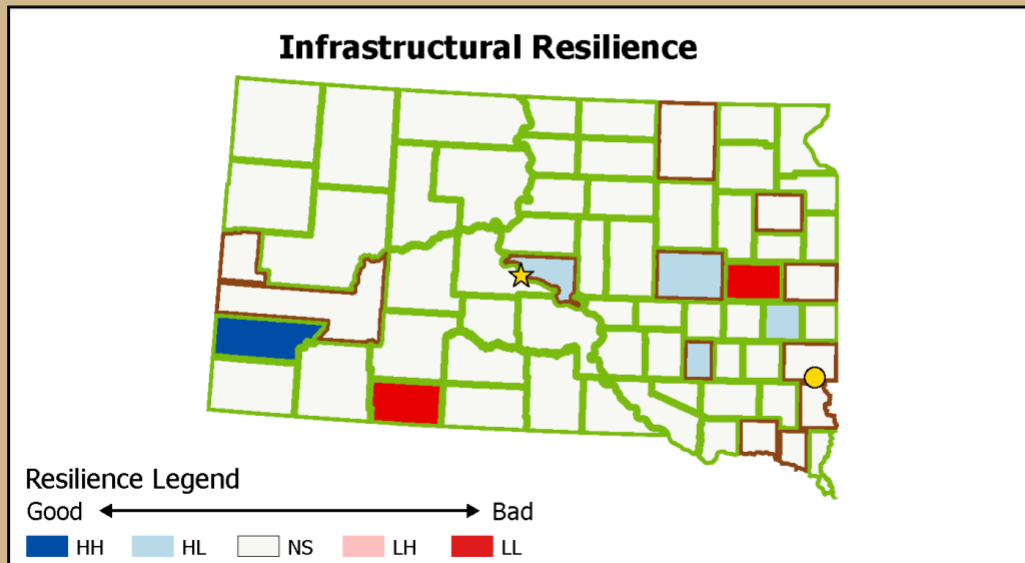 Infrastructural Resilience
Resilience Legend
Good Bad
HH HL NS LH LL